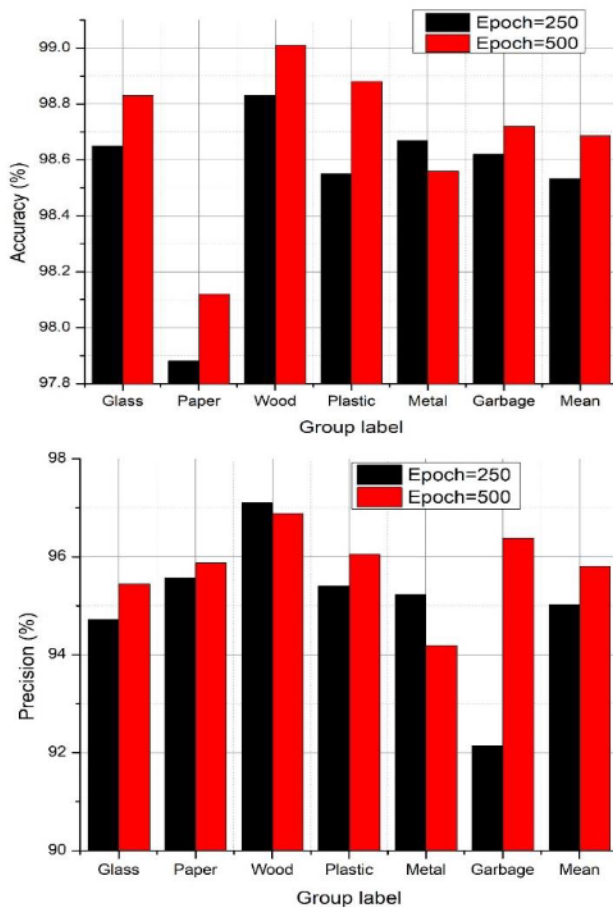 Epoch=250
Epoch=500
99.0
98.8
98.6
98.4
98.2
98.0
97.8
Accuracy (%)
Glass Paper Wood Plastic Metal Garbage Mean
Group label
98
Epoch=250
Epoch=500
96
94
92
90
Precision (%)
Glass Paper Wood Plastic Metal Garbage Mean
Group label